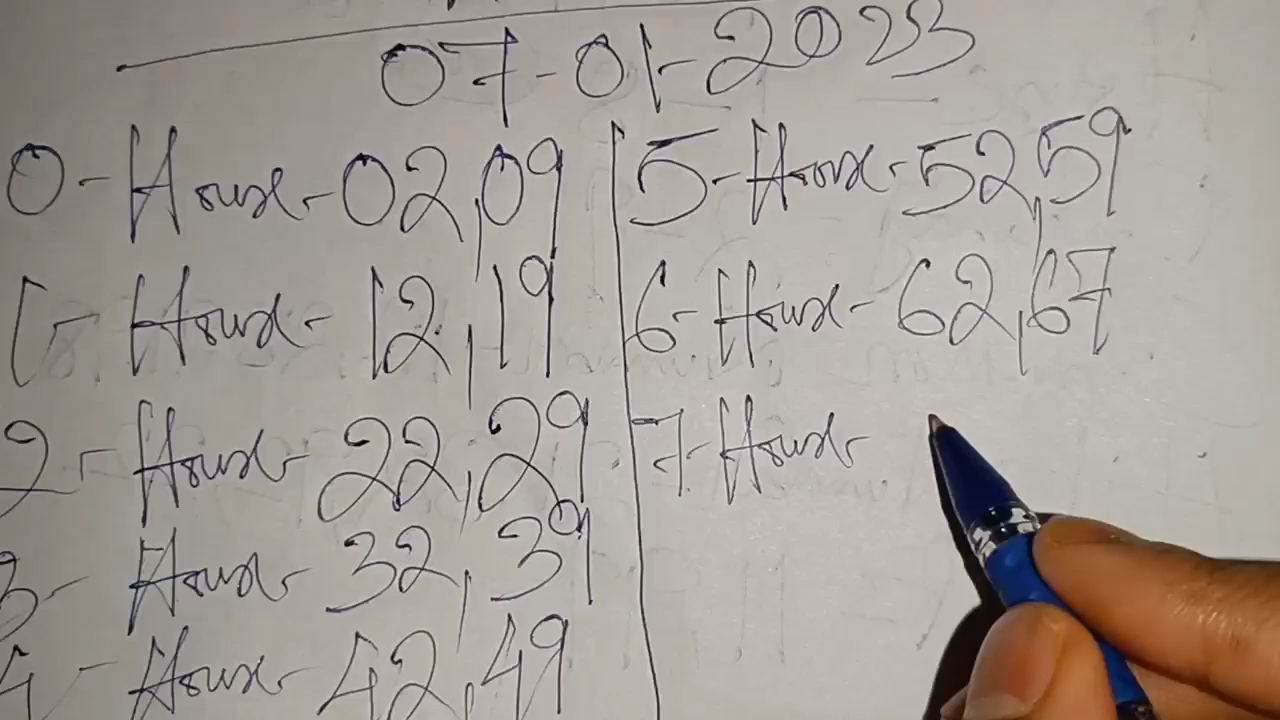 07-01-2023
0-House-02,09
1-House-12,19
2-House-22,29
3-House-32,39
4-House-42,49
5-House-52,59
6-House-62,67
7-House-